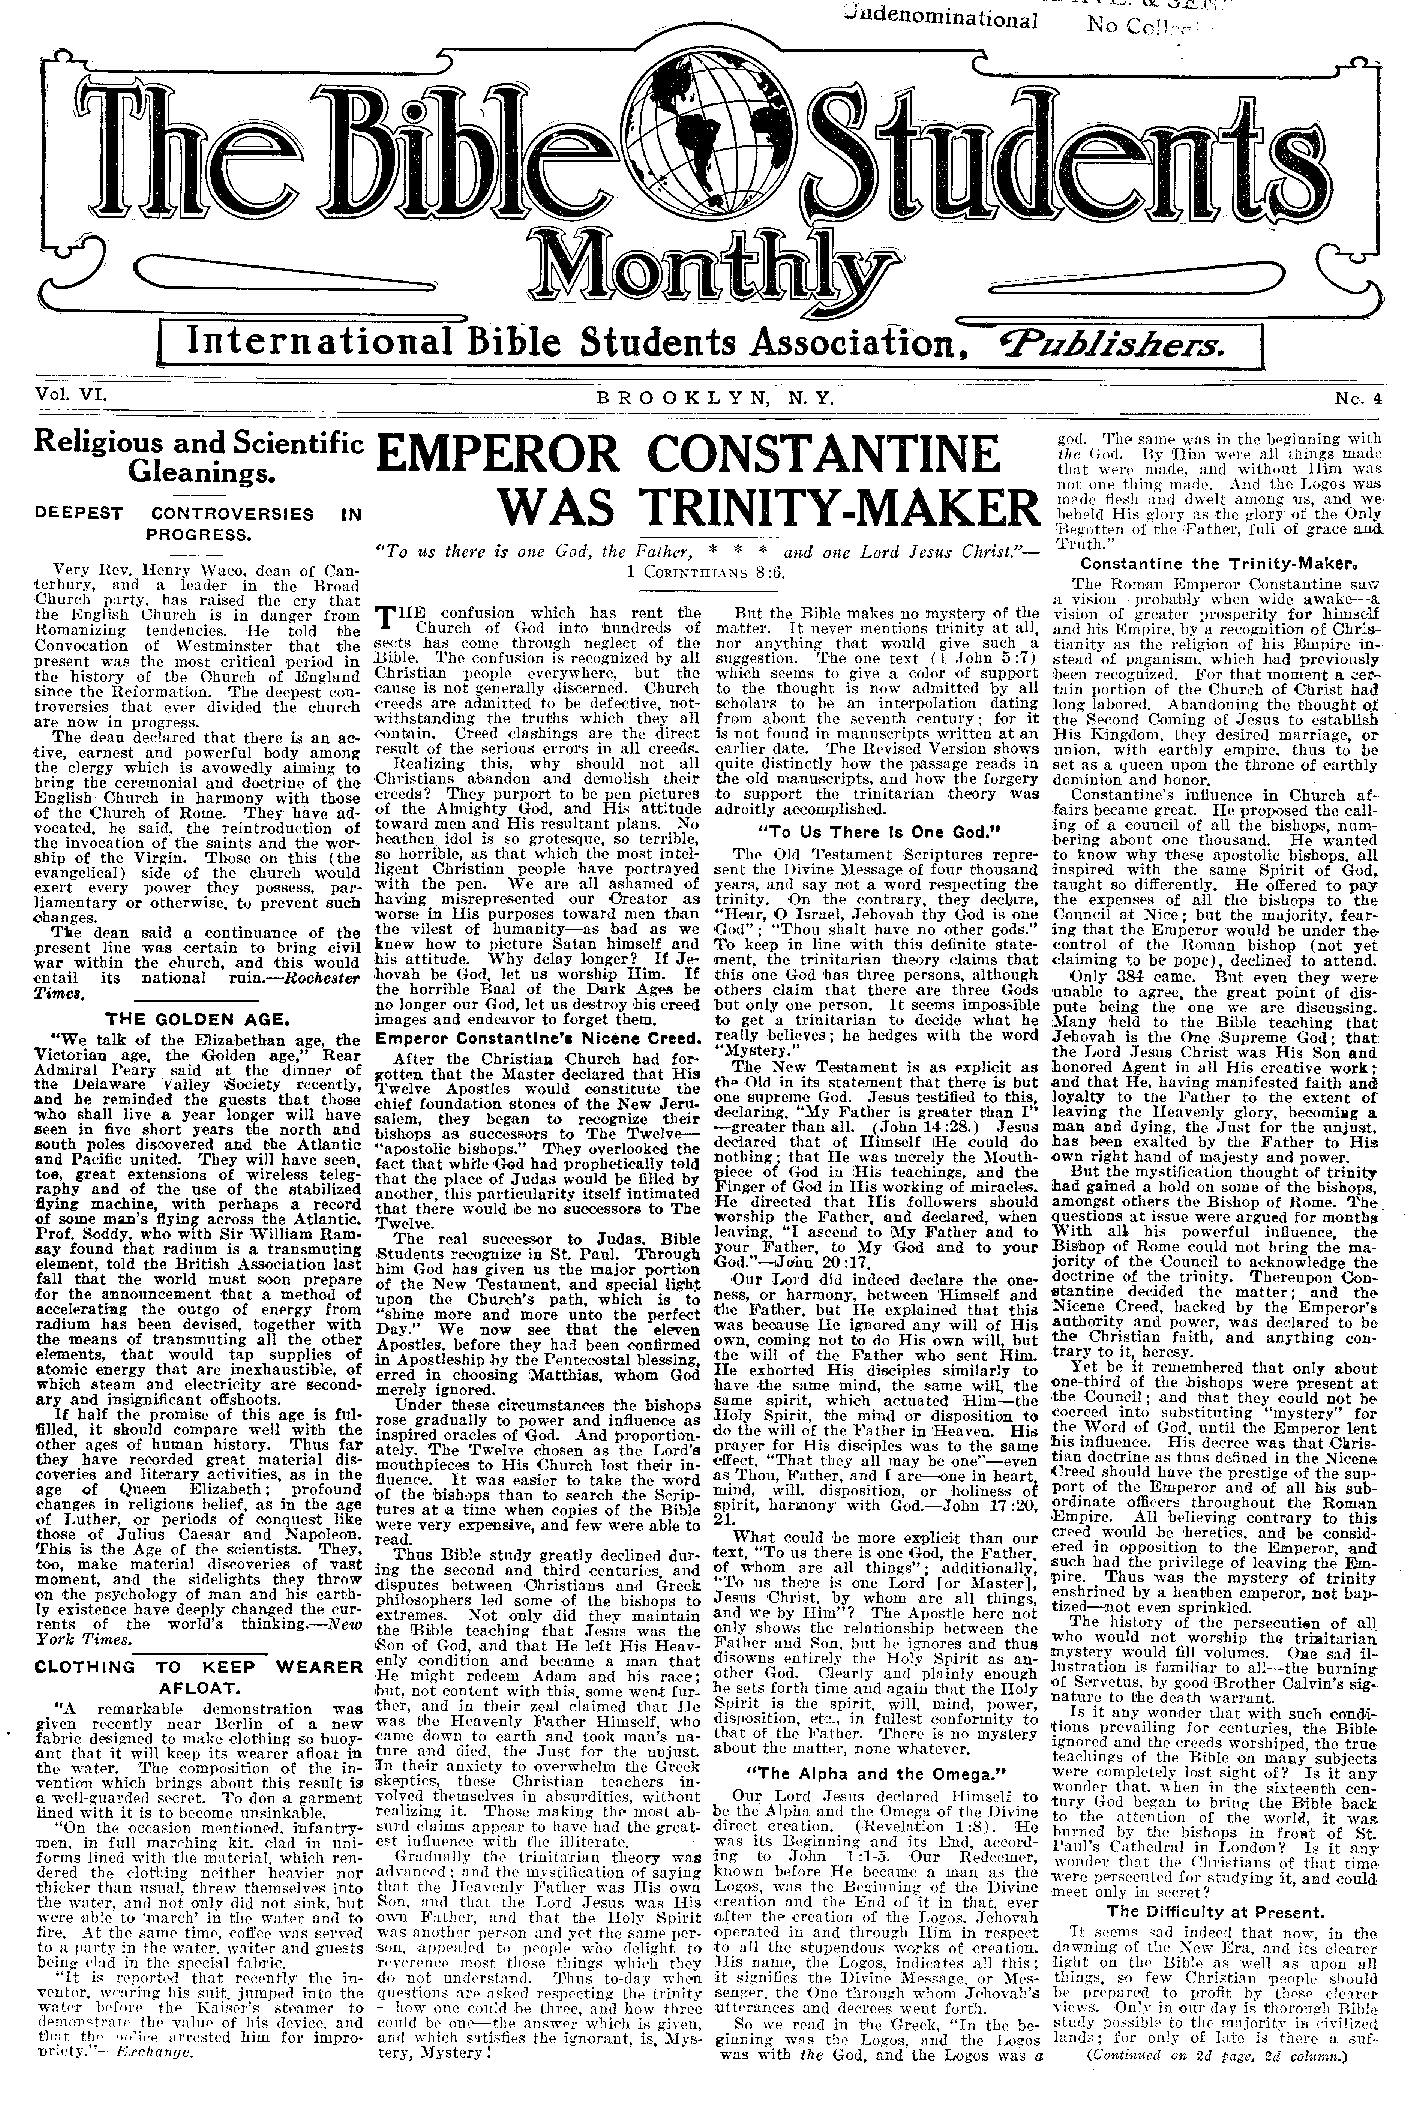 Undenominational No
The Bible Students
Monthly
International Bible Students Association, Publishers.
Vol. VI. BROOKLYN, N. Y. No. 4
Religious and Scientific
Gleanings.
DEEPEST CONTROVERSIES IN
PROGRESS.
Very Rev. Henry Waco, dean of Can-
terbury, and a leader in the Broad
Church party, has raised the cry that
the English Church is in danger from
Romanizing tendencies. He told the
Convocation of Westminster that the
present was the most critical period in
the history of the Church of England
since the Reformation. The deepest con-
troversies that ever divided the church
are now in progress.
The dean declared that there is an ac-
tive, earnest and powerful body among
the clergy which is avowedly aiming to
bring the ceremonial and doctrine of the
English Church in harmony with those
of the Church of Rome. They have ad-
vocated, he said, the reintroduction of
the invocation of the saints and the wor-
ship of the Virgin. Those on this (the
evangelical) side of the church would
exert every power they possess, par-
liamentary or otherwise, to prevent such
changes.
The dean said a continuance of the
present line was certain to bring civil
war within the church, and this would
entail its national ruin.—Rochester
Times.
THE GOLDEN AGE.
"We talk of the Elizabethan age, the
Victorian age, the Golden age," Rear
Admiral Peary said at the dinner of
the Delaware Valley Society recently,
and he reminded the guests that those
who shall live a year longer will have
seen in five short years the north and
south poles discovered and the Atlantic
and Pacific united. They will have seen,
too, great extensions of wireless teleg-
raphy and of the use of the stabilized
flying machine, with perhaps a record
of some man's flying across the Atlantic.
Prof. Soddy, who with Sir William Ram-
say found that radium is a transmuting
element, told the British Association last
fall that the world must soon prepare
for the announcement that a method of
accelerating the outgo of energy from
radium has been devised, together with
the means of transmuting all the other
elements, that would tap supplies of
atomic energy that are inexhaustible, of
which steam and electricity are second-
ary and insignificant offshoots.
If half the promise of this age is ful-
filled, it should compare well with the
other ages of human history. Thus far
they have recorded great material dis-
coveries and literary activities, as in the
age of Queen Elizabeth; profound
changes in religious belief, as in the age
of Luther, or periods of conquest like
those of Julius Caesar and Napoleon.
This is the Age of the scientists. They,
too, make material discoveries of vast
moment, and the sidelights they throw
on the psychology of man and his earth-
ly existence have deeply changed the cur-
rents of the world's thinking.—New
York Times.
CLOTHING TO KEEP WEARER
AFLOAT.
"A remarkable demonstration was
given recently near Berlin of a new
fabric designed to make clothing so buoy-
ant that it will keep its wearer afloat in
the water. The composition of the in-
vention which brings about this result is
a well-guarded secret. To don a garment
lined with it is to become unsinkable.
"On the occasion mentioned, infantry-
men, in full marching kit, clad in uni-
forms lined with the material, which ren-
dered the clothing neither heavier nor
thicker than usual, threw themselves into
the water, and not only did not sink, but
were able to 'march' in the water and to
fire. At the same time, coffee was served
to a party in the water, waiter and guests
being clad in the special fabric.
"It is reported that recently the in-
ventor, wearing his suit, jumped into the
water before the Kaiser's steamer to
demonstrate the value of his device, and
that the police arrested him for impro-
priety."—Exchange.
EMPEROR CONSTANTINE
WAS TRINITY-MAKER
"To us there is one God, the Father, * * * and one Lord Jesus Christ."—
1 CORINTHIANS 8:6.
THE confusion which has rent the
Church of God into hundreds of
sects has come through neglect of the
Bible. The confusion is recognized by all
Christian people everywhere, but the
cause is not generally discerned. Church
creeds are admitted to be defective, not-
withstanding the truths which they all
contain. Creed clashings are the direct
result of the serious errors in all creeds.
Realizing this, why should not all
Christians abandon and demolish their
creeds? They purport to be pen pictures
of the Almighty God, and His attitude
toward men and His resultant plans. No
heathen idol is so grotesque, so terrible,
so horrible, as that which the most intel-
ligent Christian people have portrayed
with the pen. We are all ashamed of
having misrepresented our Creator as
worse in His purposes toward men than
the vilest of humanity—as bad as we
knew how to picture Satan himself and
his attitude. Why delay longer? If Je-
hovah be God, let us worship Him. If
the horrible Baal of the Dark Ages be
no longer our God, let us destroy his creed
images and endeavor to forget them.
Emperor Constantine's Nicene Creed.
After the Christian Church had for-
gotten that the Master declared that His
Twelve Apostles would constitute the
chief foundation stones of the New Jeru-
salem, they began to recognize their
bishops as successors to The Twelve—
"apostolic bishops." They overlooked the
fact that while God had prophetically told
that the place of Judas would be filled by
another, this particularity itself intimated
that there would be no successors to The
Twelve.
The real successor to Judas, Bible
Students recognize in St. Paul. Through
him God has given us the major portion
of the New Testament, and special light
upon the Church's path, which is to
"shine more and more unto the perfect
Day." We now see that the eleven
Apostles, before they had been confirmed
in Apostleship by the Pentecostal blessing,
erred in choosing Matthias, whom God
merely ignored.
Under these circumstances the bishops
rose gradually to power and influence as
inspired oracles of God. And proportion-
ately, The Twelve chosen as the Lord's
mouthpieces to His Church lost their in-
fluence. It was easier to take the word
of the bishops than to search the Scrip-
tures at a time when copies of the Bible
were very expensive, and few were able to
read.
Thus Bible study greatly declined dur-
ing the second and third centuries, and
disputes between Christians and Greek
philosophers led some of the bishops to
extremes. Not only did they maintain
the Bible teaching that Jesus was the
Son of God, and that He left His Heav-
enly condition and became a man that
He might redeem Adam and his race;
but, not content with this, some went fur-
ther, and in their zeal claimed that He
was the Heavenly Father Himself, who
came down to earth and took man's na-
ture and died, the Just for the unjust.
In their anxiety to overwhelm the Greek
skeptics, these Christian teachers in-
volved themselves in absurdities, without
realizing it. Those making the most ab-
surd claims appear to have had the great-
est influence with the illiterate.
Gradually the trinitarian theory was
advanced; and the mystification of saying
that the Heavenly Father was His own
Son, and that the Lord Jesus was His
own Father, and that the Holy Spirit
was another person and yet the same per-
son, appealed to people who delight to
reverence most those things which they
do not understand. Thus to-day when
questions are asked respecting the trinity
- how one could be three, and how three
could be one—the answer which is given,
and which satisfies the ignorant, is, Mys-
tery, Mystery!
But the Bible makes no mystery of the
matter. It never mentions trinity at all,
nor anything that would give such a
suggestion. The one text (1 John 5:7)
which seems to give a color of support
to the thought is now admitted by all
scholars to be an interpolation dating
from about the seventh century; for it
is not found in manuscripts written at an
earlier date. The Revised Version shows
quite distinctly how the passage reads in
the old manuscripts, and how the forgery
to support the trinitarian theory was
adroitly accomplished.
"To Us There Is One God."
The Old Testament Scriptures repre-
sent the Divine Message of four thousand
years, and say not a word respecting the
trinity. On the contrary, they declare,
"Hear, O Israel, Jehovah thy God is one
God"; "Thou shalt have no other gods."
To keep in line with this definite state-
ment, the trinitarian theory claims that
this one God has three persons, although
others claim that there are three Gods
but only one person. It seems impossible
to get a trinitarian to decide what he
really believes; he hedges with the word
"Mystery."
The New Testament is as explicit as
the Old in its statement that there is but
one supreme God. Jesus testified to this,
declaring, "My Father is greater than I"
—greater than all. (John 14:28.) Jesus
declared that of Himself He could do
nothing; that He was merely the Mouth-
piece of God in His teachings, and the
Finger of God in His working of miracles.
He directed that His followers should
worship the Father, and declared, when
leaving, "I ascend to My Father and to
your Father, to My God and to your
God."—John 20:17.
Our Lord did indeed declare the one-
ness, or harmony, between Himself and
the Father, but He explained that this
was because He ignored any will of His
own, coming not to do His own will, but
the will of the Father who sent Him.
He exhorted His disciples similarly to
have the same mind, the same will, the
same spirit, which actuated Him—the
Holy Spirit, the mind or disposition to
do the will of the Father in Heaven. His
prayer for His disciples was to the same
effect, "That they all may be one"—even
as Thou, Father, and I are—one in heart,
mind, will, disposition, or holiness of
spirit, harmony with God.—John 17:20,
21.
What could be more explicit than our
text, "To us there is one God, the Father,
of whom are all things"; additionally,
"To us there is one Lord [or Master],
Jesus Christ, by whom are all things,
and we by Him"? The Apostle here not
only shows the relationship between the
Father and Son, but he ignores and thus
disowns entirely the Holy Spirit as an-
other God. Clearly and plainly enough
he sets forth time and again that the Holy
Spirit is the spirit, will, mind, power,
disposition, etc., in fullest conformity to
that of the Father. There is no mystery
about the matter, none whatever.
"The Alpha and the Omega."
Our Lord Jesus declared Himself to
be the Alpha and the Omega of the Divine
direct creation. (Revelation 1:8). He
was its Beginning and its End, accord-
ing to John 1:1-5. Our Redeemer,
known before He became a man as the
Logos, was the Beginning of the Divine
creation and the End of it in that, ever
after the creation of the Logos, Jehovah
operated in and through Him in respect
to all the stupendous works of creation.
His name, the Logos, indicates all this;
it signifies the Divine Message, or Mes-
senger, the One through whom Jehovah's
utterances and decrees went forth.
So we read in the Greek, "In the be-
ginning was the Logos, and the Logos
was with the God, and the Logos was a
god. The same was in the beginning with
the God. By Him were all things made
that were made, and without Him was
not one thing made. And the Logos was
made flesh and dwelt among us, and we
beheld His glory as the glory of the Only
Begotten of the Father, full of grace and
Truth."
Constantine the Trinity-Maker.
The Roman Emperor Constantine saw
a vision—probably when wide awake—a
vision of greater prosperity for himself
and his Empire, by a recognition of Chris-
tianity as the religion of his Empire in-
stead of paganism, which had previously
been recognized. For that moment a cer-
tain portion of the Church of Christ had
long labored. Abandoning the thought of
the Second Coming of Jesus to establish
His Kingdom, they desired marriage, or
union, with earthly empire, thus to be
set as a queen upon the throne of earthly
dominion and honor.
Constantine's influence in Church af-
fairs became great. He proposed the call-
ing of a council of all the bishops, num-
bering about one thousand. He wanted
to know why these apostolic bishops, all
inspired with the same Spirit of God,
taught so differently. He offered to pay
the expenses of all the bishops to the
Council at Nice; but the majority, fear-
ing that the Emperor would be under the
control of the Roman bishop (not yet
claiming to be pope), declined to attend.
Only 384 came. But even they were
unable to agree, the great point of dis-
pute being the one we are discussing.
Many held to the Bible teaching that
Jehovah is the One Supreme God; that
the Lord Jesus Christ was His Son and
honored Agent in all His creative work;
and that He, having manifested faith and
loyalty to the Father to the extent of
leaving the Heavenly glory, becoming a
man and dying, the Just for the unjust,
has been exalted by the Father to His
own right hand of majesty and power.
But the mystification thought of trinity
had gained a hold on some of the bishops,
amongst others the Bishop of Rome. The
questions at issue were argued for months
With all his powerful influence, the
Bishop of Rome could not bring the ma-
jority of the Council to acknowledge the
doctrine of the trinity. Thereupon Con-
stantine decided the matter; and the
Nicene Creed, backed by the Emperor's
authority and power, was declared to be
the Christian faith, and anything con-
trary to it, heresy.
Yet be it remembered that only about
one-third of the bishops were present at
the Council; and that they could not be
coerced into substituting "mystery" for
the Word of God, until the Emperor lent
his influence. His decree was that Chris-
tian doctrine as thus defined in the Nicene
Creed should have the prestige of the sup-
port of the Emperor and of all his sub-
ordinate officers throughout the Roman
Empire. All believing contrary to this
creed would be heretics, and be consid-
ered in opposition to the Emperor, and
such had the privilege of leaving the Em-
pire. Thus was the mystery of trinity
enshrined by a heathen emperor, not bap-
tized—not even sprinkled.
The history of the persecution of all
who would not worship the trinitarian
mystery would fill volumes. One sad il-
lustration is familiar to all—the burning
of Servetus, by good Brother Calvin's sig-
nature to the death warrant.
Is it any wonder that with such condi-
tions prevailing for centuries, the Bible
ignored and the creeds worshiped, the true
teachings of the Bible on many subjects
were completely lost sight of? Is it any
wonder that, when in the sixteenth cen-
tury God began to bring the Bible back
to the attention of the world, it was
burned by the bishops in front of St.
Paul's Cathedral in London? Is it any
wonder that the Christians of that time
were persecuted for studying it, and could
meet only in secret?
The Difficulty at Present.
It seems sad indeed that now, in the
dawning of the New Era, and its clearer
light on the Bible as well as upon all
things, so few Christian people should
be prepared to profit by these clearer
views. Only in our day is thorough Bible
study possible to the majority in civilized
lands; for only of late is there a suf-
(Continued on 2d page, 2d column.)